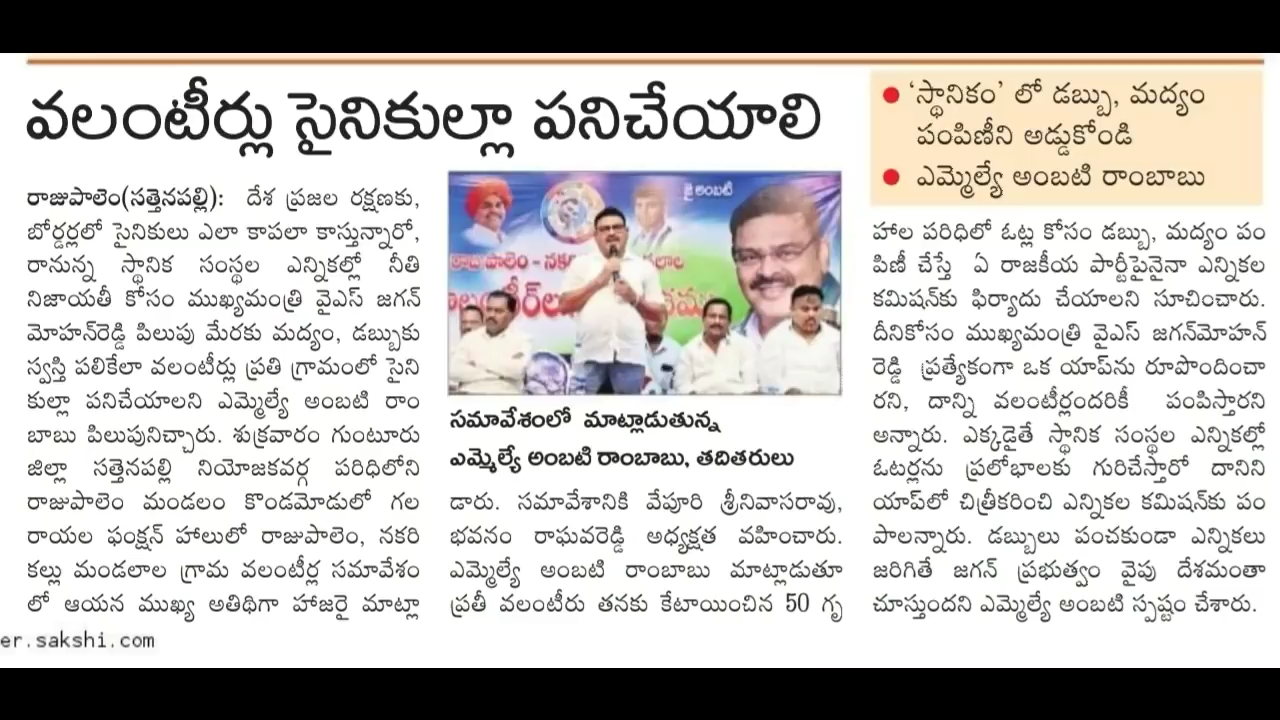 వలంటీర్లు సైనికుల్లా పనిచేయాలి
● ‘స్థానికం’ లో డబ్బు, మద్యం
పంపిణీని అడ్డుకోండి
● ఎమ్మెల్యే అంబటి రాంబాబు
రాజుపాలెం(సత్తెనపల్లి): దేశ ప్రజల రక్షణకు,
బోర్డర్లలో సైనికులు ఎలా కాపలా కాస్తున్నారో,
రానున్న స్థానిక సంస్థల ఎన్నికల్లో నీతి
నిజాయతీ కోసం ముఖ్యమంత్రి వైఎస్ జగన్
మోహన్‌రెడ్డి పిలుపు మేరకు మద్యం, డబ్బుకు
స్వస్తి పలికేలా వలంటీర్లు ప్రతి గ్రామంలో సైని
కుల్లా పనిచేయాలని ఎమ్మెల్యే అంబటి రాం
బాబు పిలుపునిచ్చారు. శుక్రవారం గుంటూరు
జిల్లా సత్తెనపల్లి నియోజకవర్గ పరిధిలోని
రాజుపాలెం మండలం కొండమోడులో గల
రాయల ఫంక్షన్ హాలులో రాజుపాలెం, నకరి
కల్లు మండలాల గ్రామ వలంటీర్ల సమావేశం
లో ఆయన ముఖ్య అతిథిగా హాజరై మాట్లా
జై అంబటి
సమావేశంలో మాట్లాడుతున్న
ఎమ్మెల్యే అంబటి రాంబాబు, తదితరులు
డారు. సమావేశానికి వేపూరి శ్రీనివాసరావు,
భవనం రాఘవరెడ్డి అధ్యక్షత వహించారు.
ఎమ్మెల్యే అంబటి రాంబాబు మాట్లాడుతూ
ప్రతీ వలంటీరు తనకు కేటాయించిన 50 గృ
హాల పరిధిలో ఓట్ల కోసం డబ్బు, మద్యం పం
పిణీ చేస్తే ఏ రాజకీయ పార్టీపైనైనా ఎన్నికల
కమిషన్‌కు ఫిర్యాదు చేయాలని సూచించారు.
దీనికోసం ముఖ్యమంత్రి వైఎస్ జగన్‌మోహన్
రెడ్డి ప్రత్యేకంగా ఒక యాప్‌ను రూపొందించా
రని, దాన్ని వలంటీర్లందరికీ పంపిస్తారని
అన్నారు. ఎక్కడైతే స్థానిక సంస్థల ఎన్నికల్లో
ఓటర్లను ప్రలోభాలకు గురిచేస్తారో దానిని
యాప్‌లో చిత్రీకరించి ఎన్నికల కమిషన్‌కు పం
పాలన్నారు. డబ్బులు పంచకుండా ఎన్నికలు
జరిగితే జగన్ ప్రభుత్వం వైపు దేశమంతా
చూస్తుందని ఎమ్మెల్యే అంబటి స్పష్టం చేశారు.
er.sakshi.com